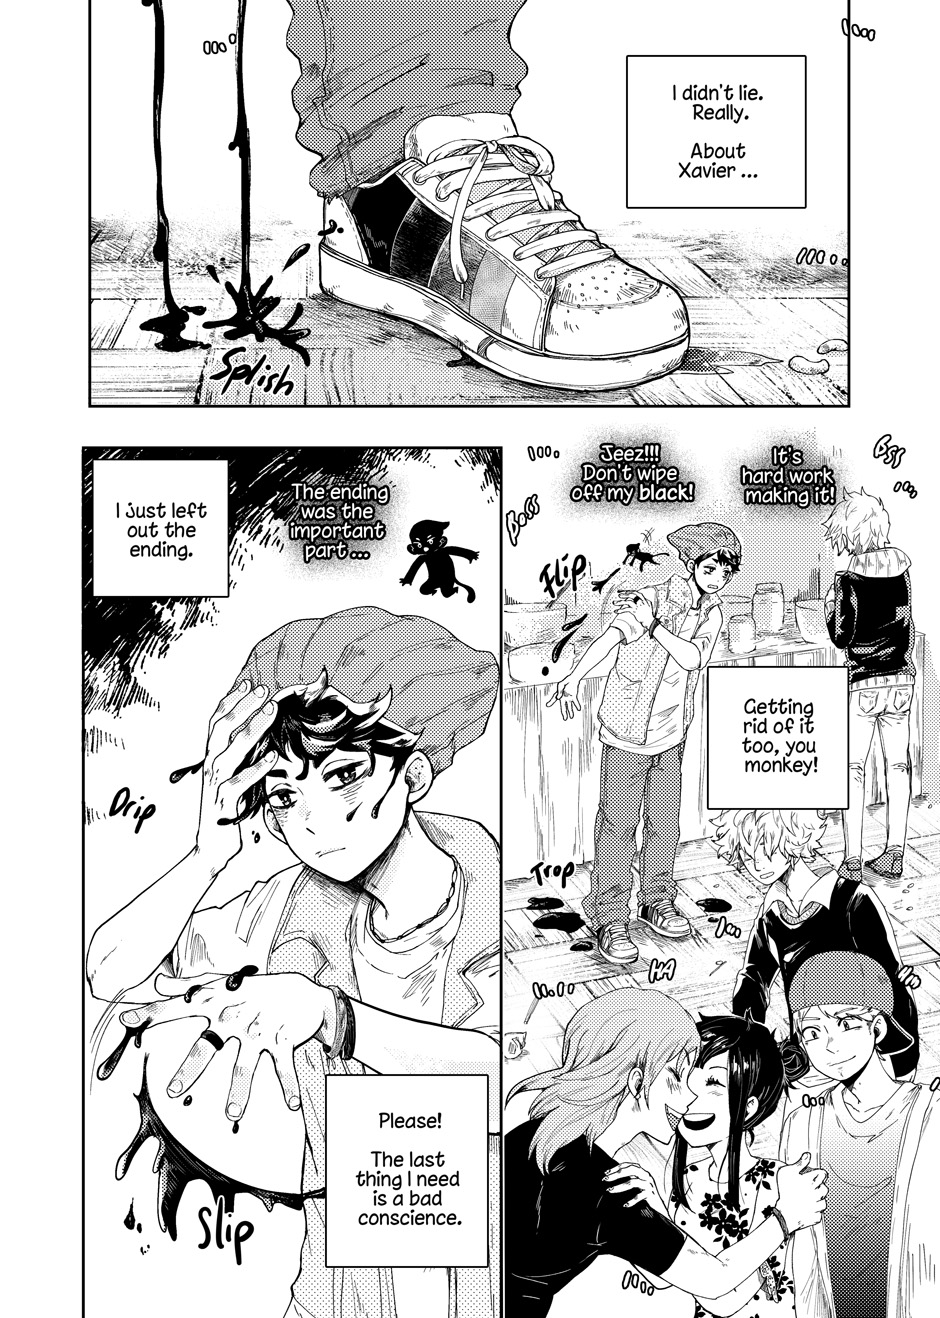 I didn't lie.
Really.
About
Xavier ...
Splish
I just left
out the
ending.
The ending
was the
important
part ...
Drip
Please!
The last
thing I need
is a bad
conscience.
Slip
Jeez!!!
Don't wipe
off my black!
It's
hard work
making it!
BSS
Flip
Getting
rid of it
too, you
monkey!
Trop
HA